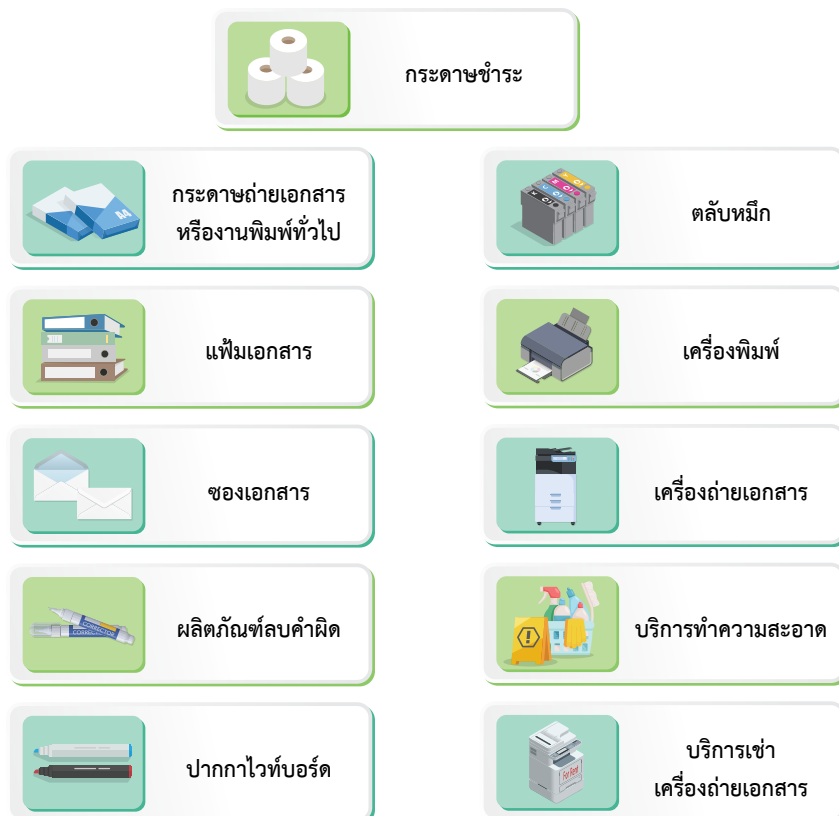 กระดาษชำระ
กระดาษถ่ายเอกสาร
หรืองานพิมพ์ทั่วไป
A4
ตลับหมึก
แฟ้มเอกสาร
เครื่องพิมพ์
ซองเอกสาร
เครื่องถ่ายเอกสาร
ผลิตภัณฑ์ลบคำผิด
บริการทำความสะอาด
ปากกาไวท์บอร์ด
บริการเช่า
เครื่องถ่ายเอกสาร
For Rent